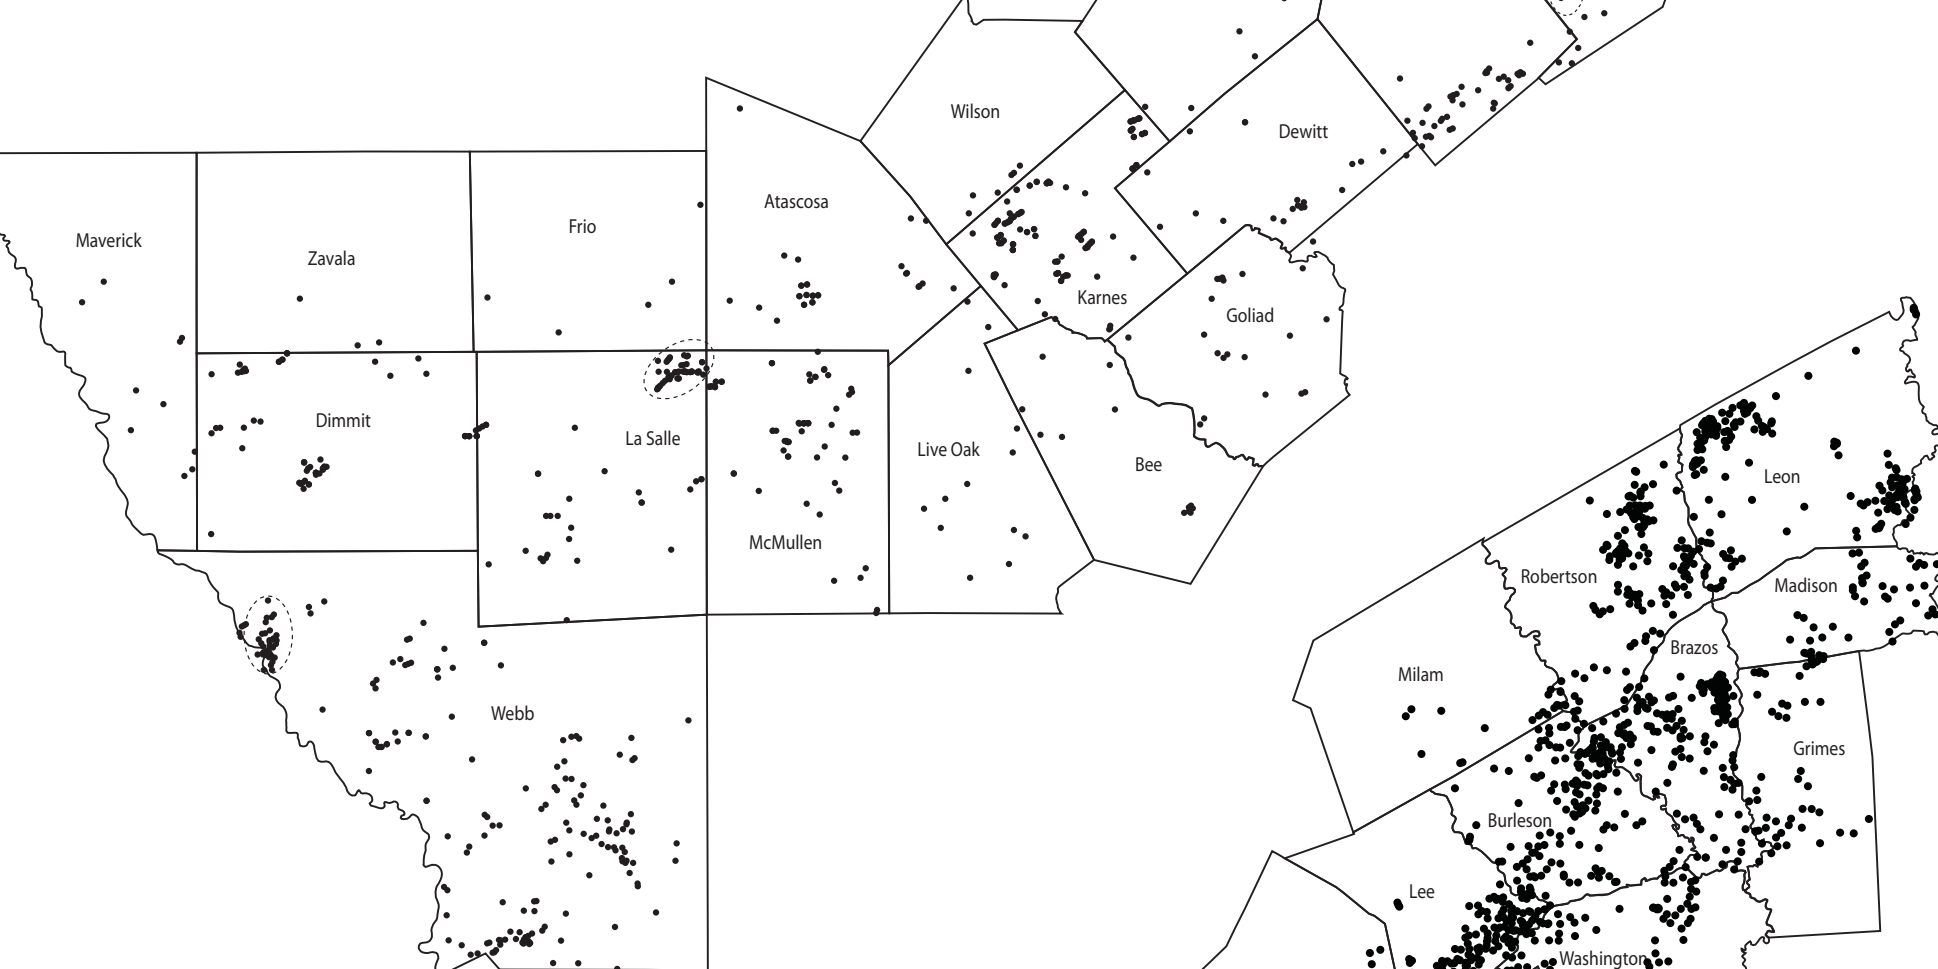 Wilson
Dewitt
Atascosa
Frio
Maverick
Zavala
Karnes
Goliad
Dimmit
La Salle
Live Oak
Bee
Leon
McMullen
Robertson
Madison
Brazos
Milam
Webb
Grimes
Burleson
Lee
Washington